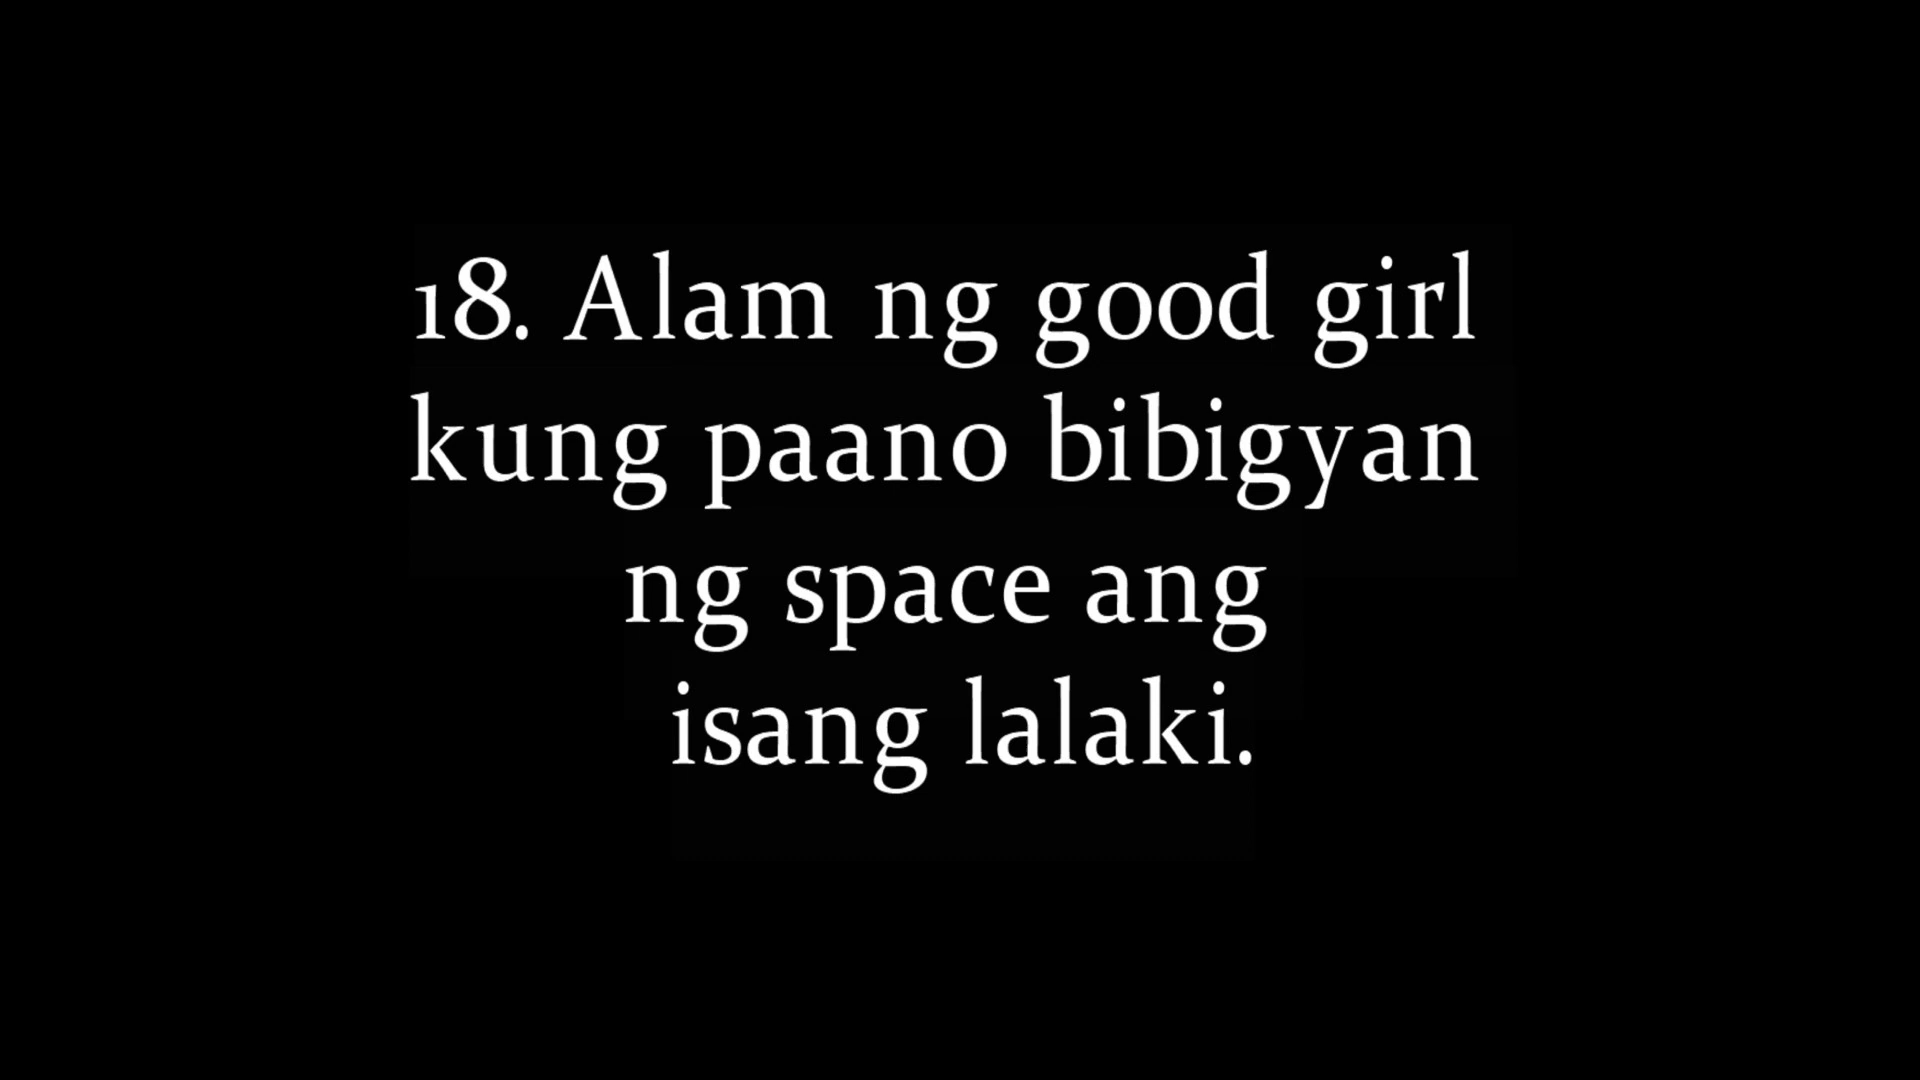 18. Alam ng good girl
kung paano bibigyan
ng space ang
isang lalaki.